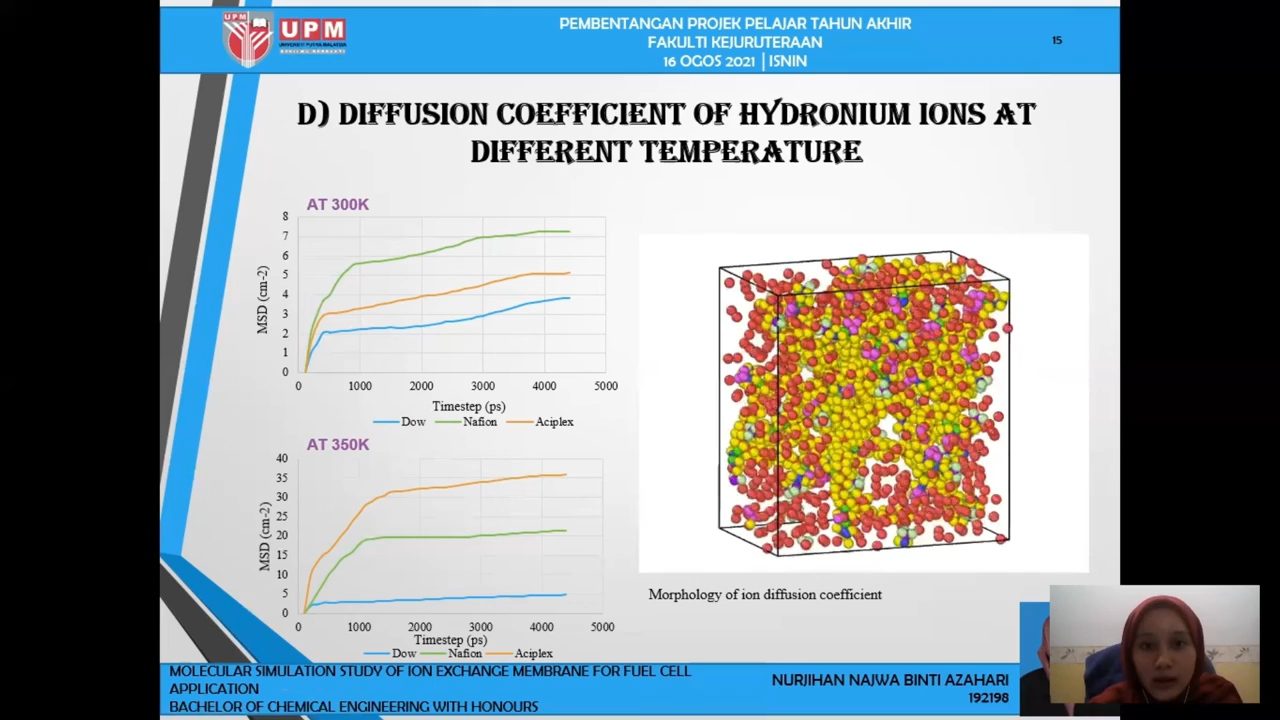 UPM
UPM
UNIVERSITI PUTRA MALAYSIA
PEMBENTANGAN PROJEK PELAJAR TAHUN AKHIR
FAKULTI KEJURUTERAAN
16 OGOS 2021 | ISNIN
15
D) DIFFUSION COEFFICIENT OF HYDRONIUM IONS AT
DIFFERENT TEMPERATURE
AT 300K
8
7
6
5
4
3
2
1
0
MSD (cm-2)
0 1000 2000 3000 4000 5000
Timestep (ps)
Dow Nafion Aciplex
AT 350K
40
35
30
25
20
15
10
5
0
MSD (cm-2)
0 1000 2000 3000 4000 5000
Timestep (ps)
Dow Nafion Aciplex
Morphology of ion diffusion coefficient
MOLECULAR SIMULATION STUDY OF ION EXCHANGE MEMBRANE FOR FUEL CELL
APPLICATION
BACHELOR OF CHEMICAL ENGINEERING WITH HONOURS
NURJIHAN NAJWA BINTI AZAHARI
192198